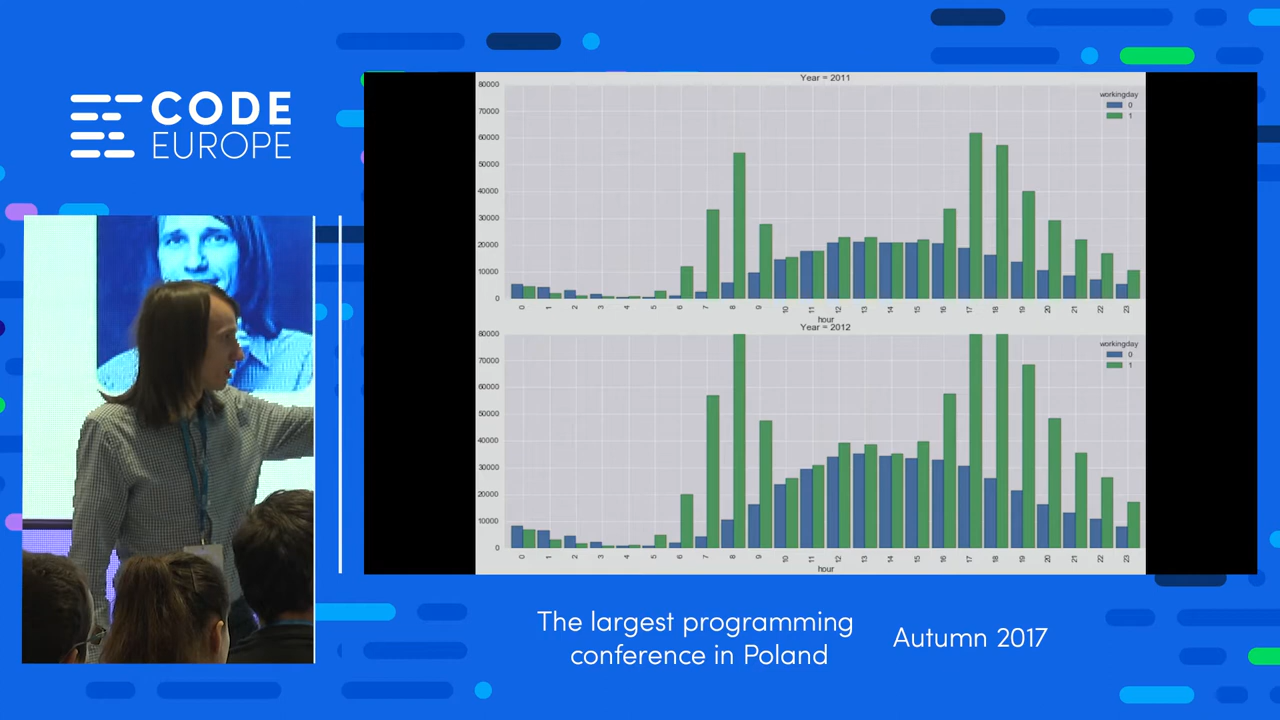 CODE
EUROPE
Year = 2011
80000
70000
60000
50000
40000
30000
20000
10000
0
workingday
0
1
0 1 2 3 4 5 6 7 8 9 10 11 12 13 14 15 16 17 18 19 20 21 22 23
hour
Year = 2012
80000
70000
60000
50000
40000
30000
20000
10000
0
workingday
0
1
0 1 2 3 4 5 6 7 8 9 10 11 12 13 14 15 16 17 18 19 20 21 22 23
hour
The largest programming
conference in Poland
Autumn 2017